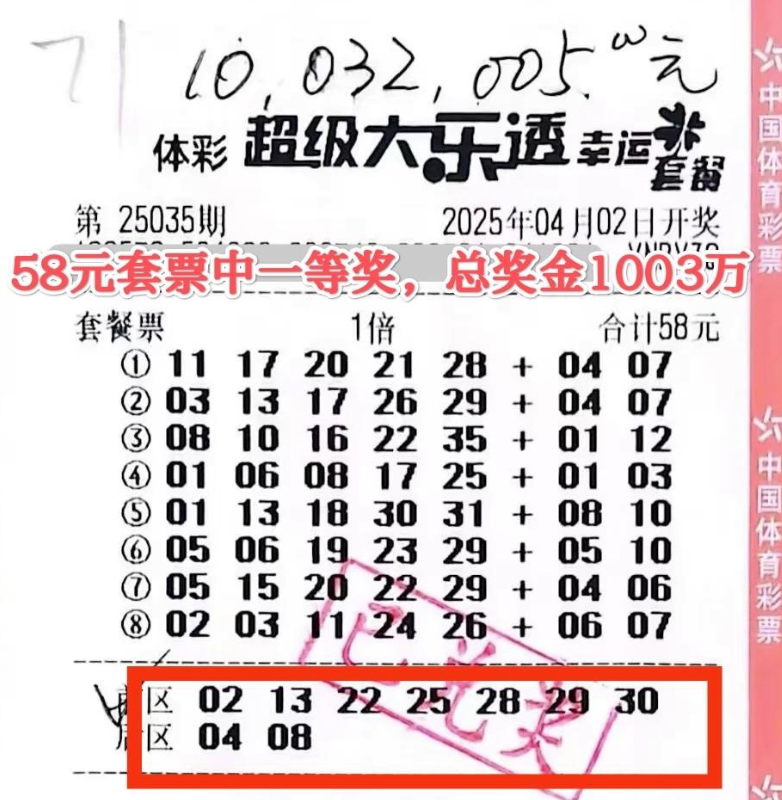 71 10,032,005.00元
体彩 超级大乐透 幸运套餐
第 25035期 2025年04月02日开奖
58元套票中一等奖，总奖金1003万
套餐票 1倍 合计58元
① 11 17 20 21 28 + 04 07
② 03 13 17 26 29 + 04 07
③ 08 10 16 22 35 + 01 12
④ 01 06 08 17 25 + 01 03
⑤ 01 13 18 30 31 + 08 10
⑥ 05 06 19 23 29 + 05 10
⑦ 05 15 20 22 29 + 04 06
⑧ 02 03 11 24 26 + 06 07
前区 02 13 22 25 28 29 30
后区 04 08
已兑奖
中国体育彩票
中国体育彩票